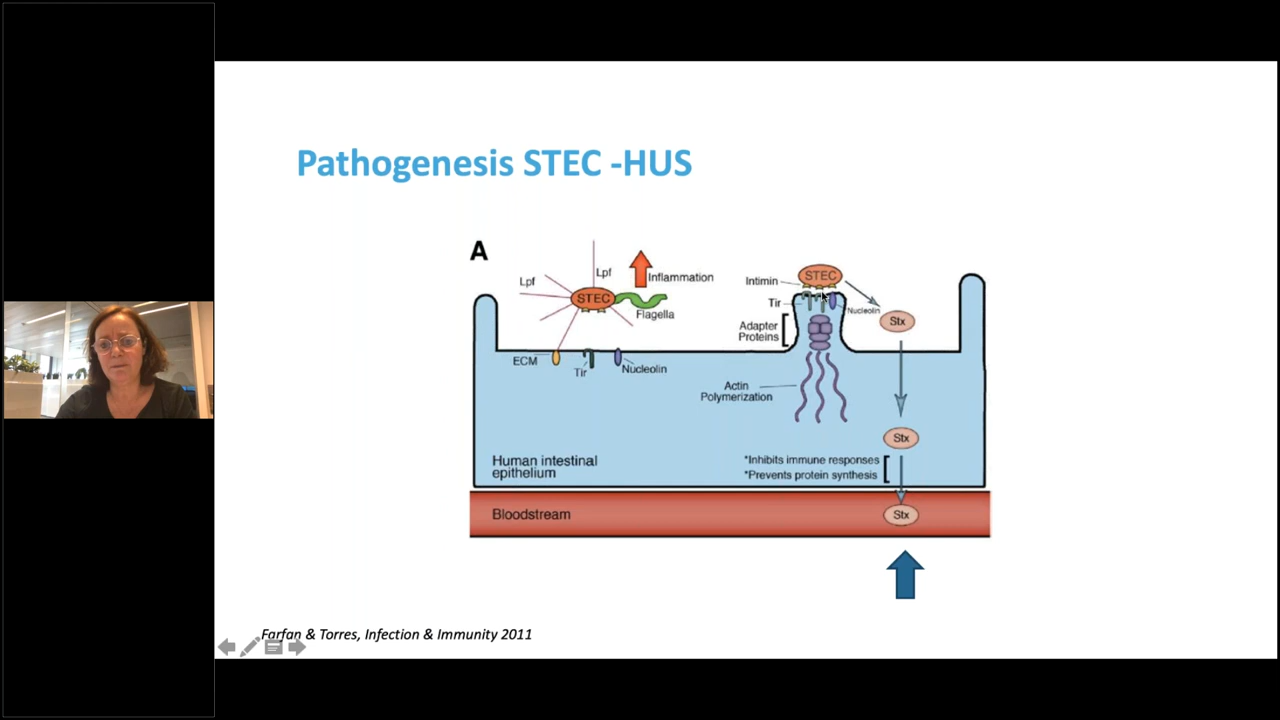 Pathogenesis STEC -HUS
A
Lpf
Lpf
Inflammation
STEC
Flagella
ECM
Tir
Nucleolin
STEC
Intimin
Tir
Nucleolin
Adapter
Proteins
Stx
Actin
Polymerization
Stx
Human intestinal
epithelium
*Inhibits immune responses
*Prevents protein synthesis
Bloodstream
Stx
Farfan & Torres, Infection & Immunity 2011